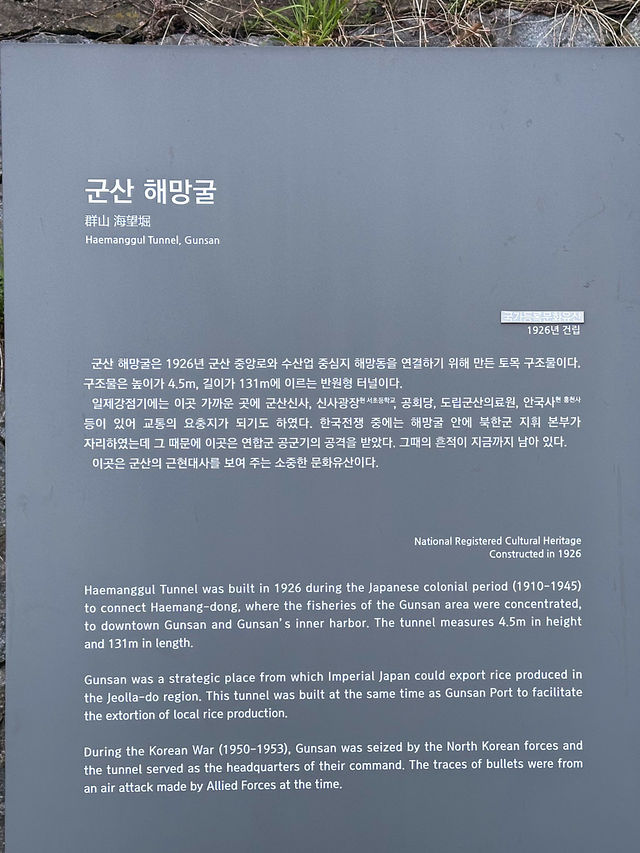 군산 해망굴
群山 海望堀
Haemanggul Tunnel, Gunsan
국가등록문화유산
1926년 건립
군산 해망굴은 1926년 군산 중앙로와 수산업 중심지 해망동을 연결하기 위해 만든 토목 구조물이다.
구조물은 높이가 4.5m, 길이가 131m에 이르는 반원형 터널이다.
일제강점기에는 이곳 가까운 곳에 군산신사, 신사광장현 서초등학교, 공회당, 도립군산의료원, 안국사현 흥천사
등이 있어 교통의 요충지가 되기도 하였다. 한국전쟁 중에는 해망굴 안에 북한군 지휘 본부가
자리하였는데 그 때문에 이곳은 연합군 공군기의 공격을 받았다. 그때의 흔적이 지금까지 남아 있다.
이곳은 군산의 근현대사를 보여 주는 소중한 문화유산이다.
National Registered Cultural Heritage
Constructed in 1926
Haemanggul Tunnel was built in 1926 during the Japanese colonial period (1910-1945)
to connect Haemang-dong, where the fisheries of the Gunsan area were concentrated,
to downtown Gunsan and Gunsan's inner harbor. The tunnel measures 4.5m in height
and 131m in length.
Gunsan was a strategic place from which Imperial Japan could export rice produced in
the Jeolla-do region. This tunnel was built at the same time as Gunsan Port to facilitate
the extortion of local rice production.
During the Korean War (1950-1953), Gunsan was seized by the North Korean forces and
the tunnel served as the headquarters of their command. The traces of bullets were from
an air attack made by Allied Forces at the time.